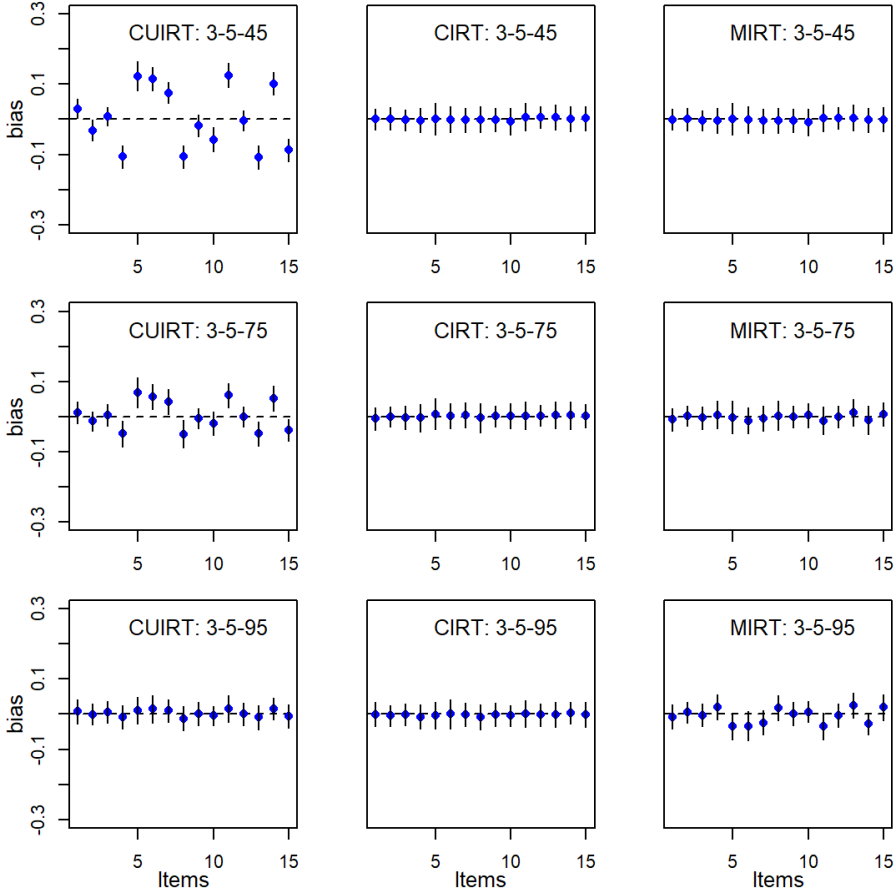 CUIRT: 3-5-45
CIRT: 3-5-45
MIRT: 3-5-45
bias
0.3
0.1
-0.1
-0.3
5 10 15
5 10 15
5 10 15
CUIRT: 3-5-75
CIRT: 3-5-75
MIRT: 3-5-75
bias
0.3
0.1
-0.1
-0.3
5 10 15
5 10 15
5 10 15
CUIRT: 3-5-95
CIRT: 3-5-95
MIRT: 3-5-95
bias
0.3
0.1
-0.1
-0.3
5 10 15
5 10 15
5 10 15
Items
Items
Items